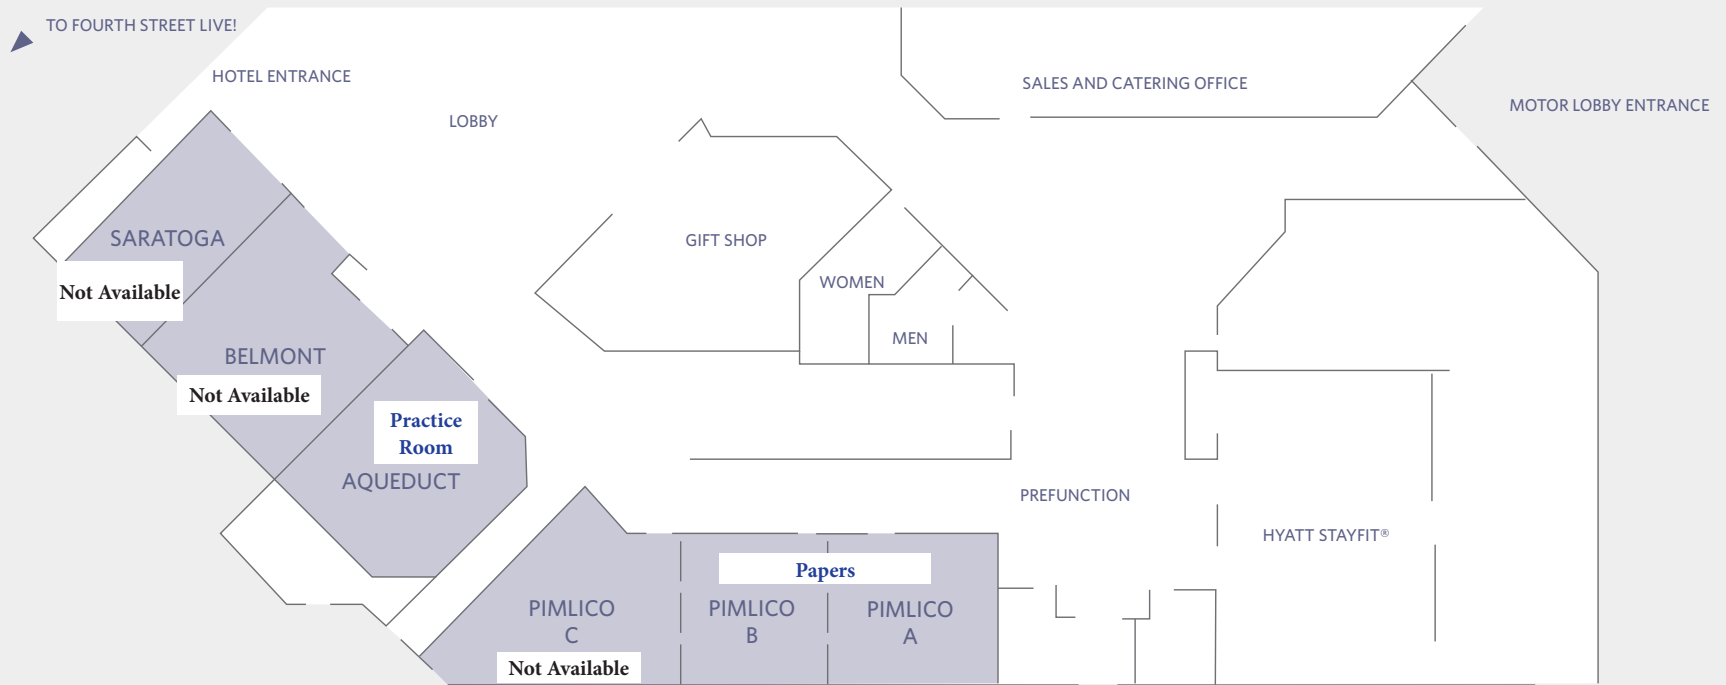 TO FOURTH STREET LIVE!
HOTEL ENTRANCE
LOBBY
SALES AND CATERING OFFICE
MOTOR LOBBY ENTRANCE
SARATOGA
Not Available
GIFT SHOP
WOMEN
MEN
BELMONT
Not Available
Practice
Room
AQUEDUCT
PREFUNCTION
HYATT STAYFIT®
Papers
PIMLICO
C
PIMLICO
B
PIMLICO
A
Not Available